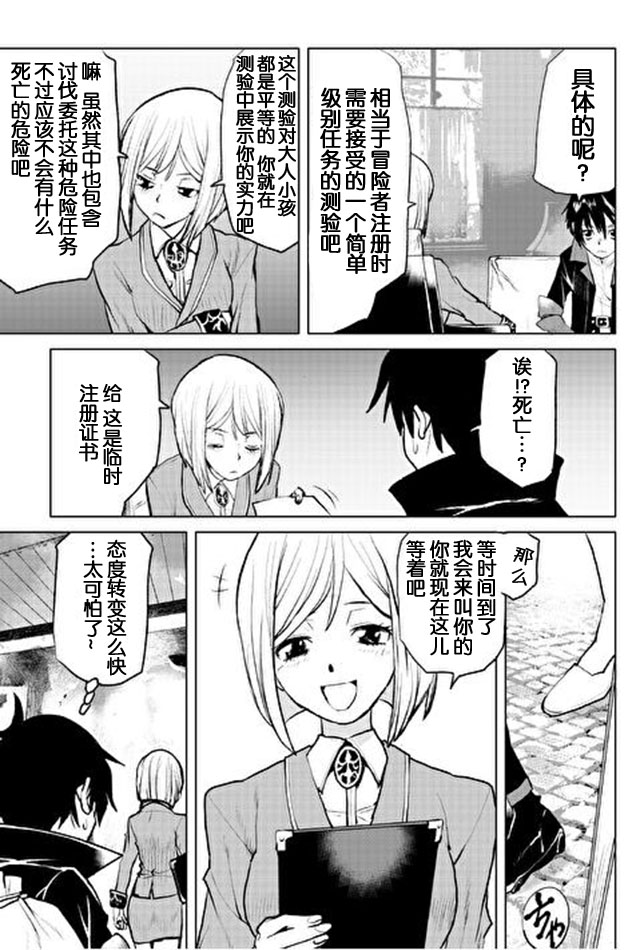 具体的呢？
相当于冒险者注册时
需要接受的一个简单
级别任务的测验吧
这个测验对大人小孩
都是平等的 你就在
测验中展示你的实力吧
嘛 虽然其中也包含
讨伐委托这种危险任务
不过应该不会有什么
死亡的危险吧
诶!?死亡…?
给 这是临时
注册证书
那么
等时间到了
我会来叫你的
你就现在这儿
等着吧
态度转变这么快
…太可怕了~